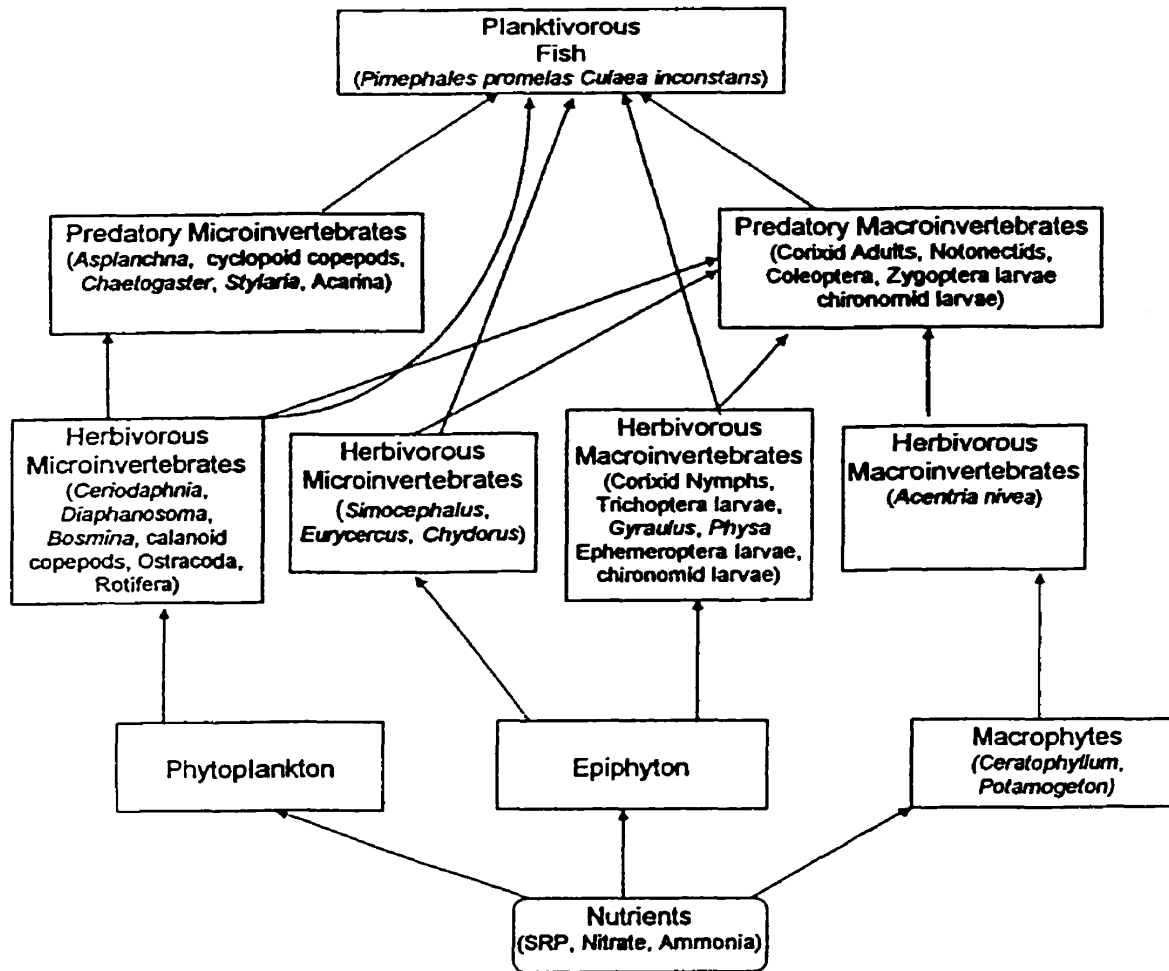 Planktivorous
Fish
(Pimephales promelas Culaea inconstans)
Predatory Microinvertebrates
(Asplanchna, cyclopoid copepods,
Chaetogaster, Stylaria, Acarina)
Predatory Macroinvertebrates
(Corixid Adults, Notonectids,
Coleoptera, Zygoptera larvae
chironomid larvae)
Herbivorous
Microinvertebrates
(Ceriodaphnia,
Diaphanosoma,
Bosmina, calanoid
copepods, Ostracoda,
Rotifera)
Herbivorous
Microinvertebrates
(Simocephalus,
Eurycercus, Chydorus)
Herbivorous
Macroinvertebrates
(Corixid Nymphs,
Trichoptera larvae,
Gyraulus, Physa
Ephemeroptera larvae,
chironomid larvae)
Herbivorous
Macroinvertebrates
(Acentria nivea)
Phytoplankton
Epiphyton
Macrophytes
(Ceratophyllum,
Potamogeton)
Nutrients
(SRP, Nitrate, Ammonia)